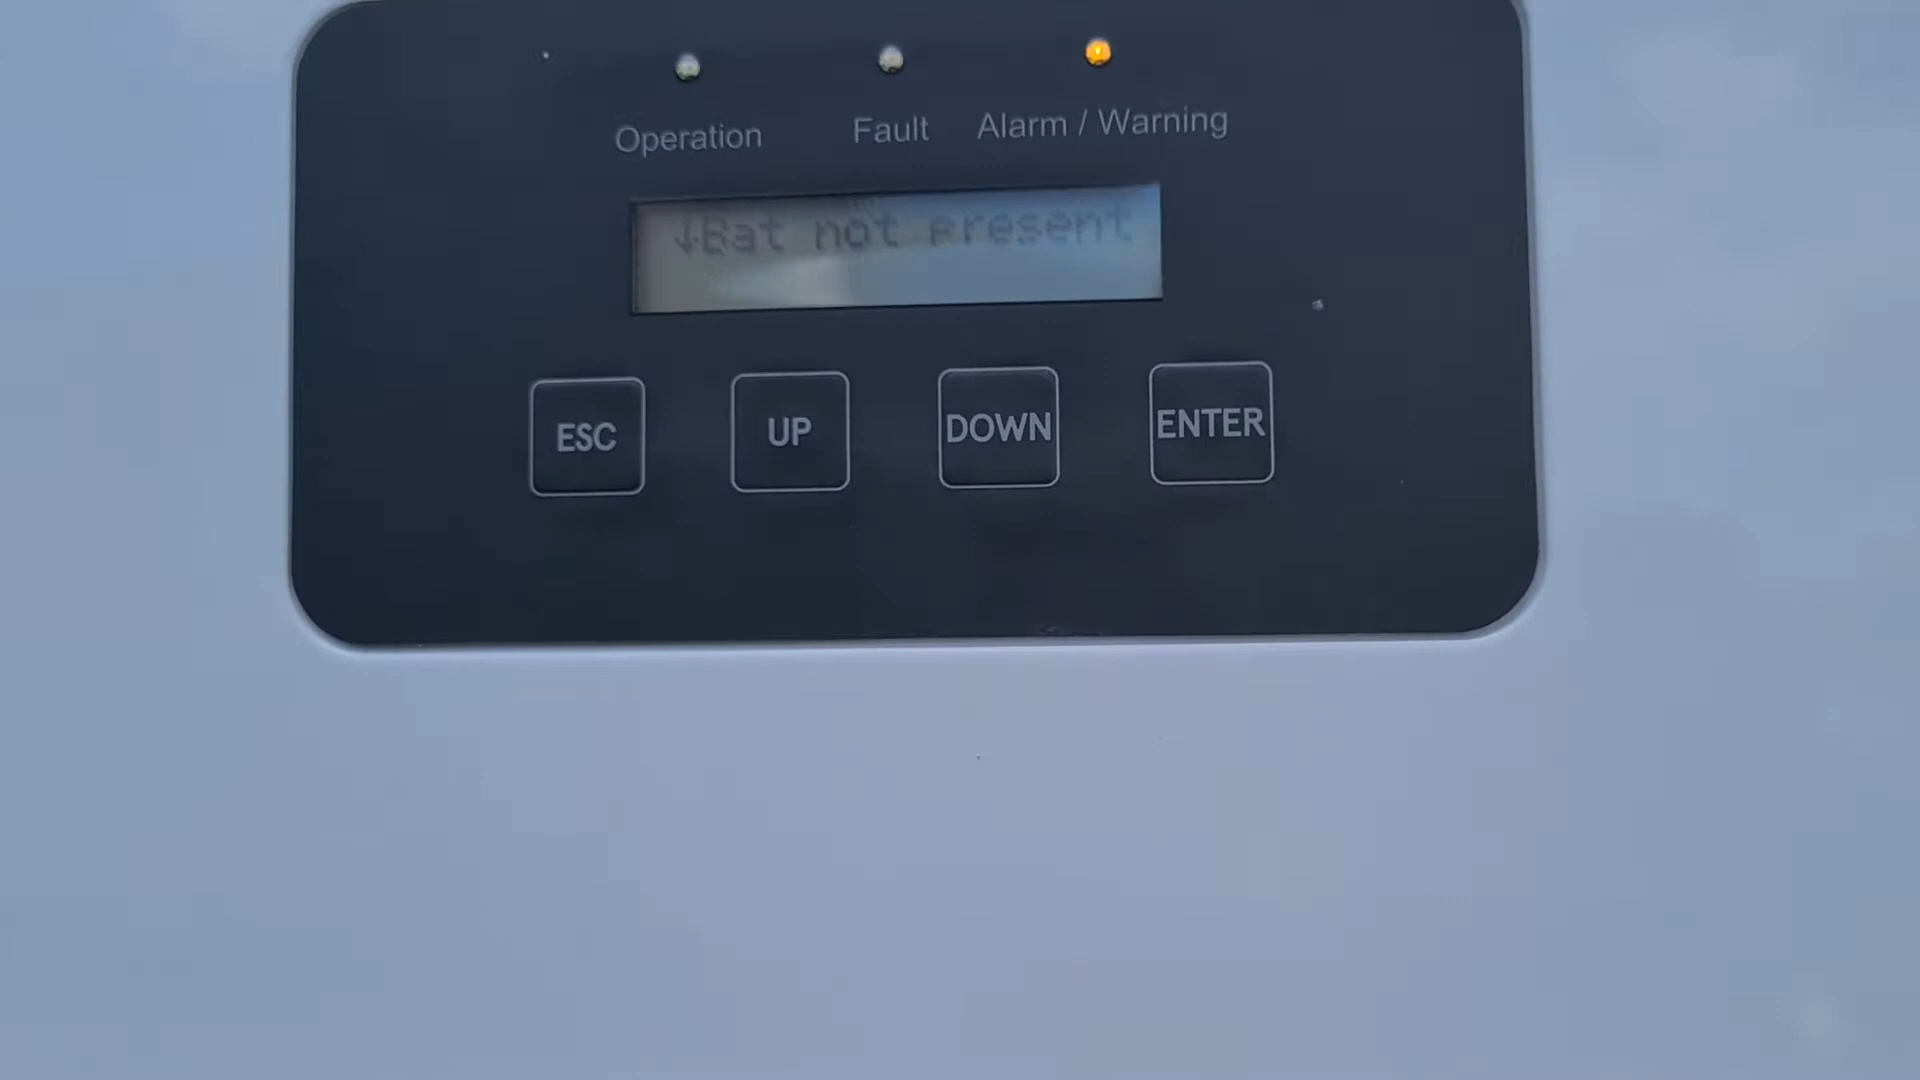 Operation Fault Alarm / Warning
↓Bat not present
ESC UP DOWN ENTER